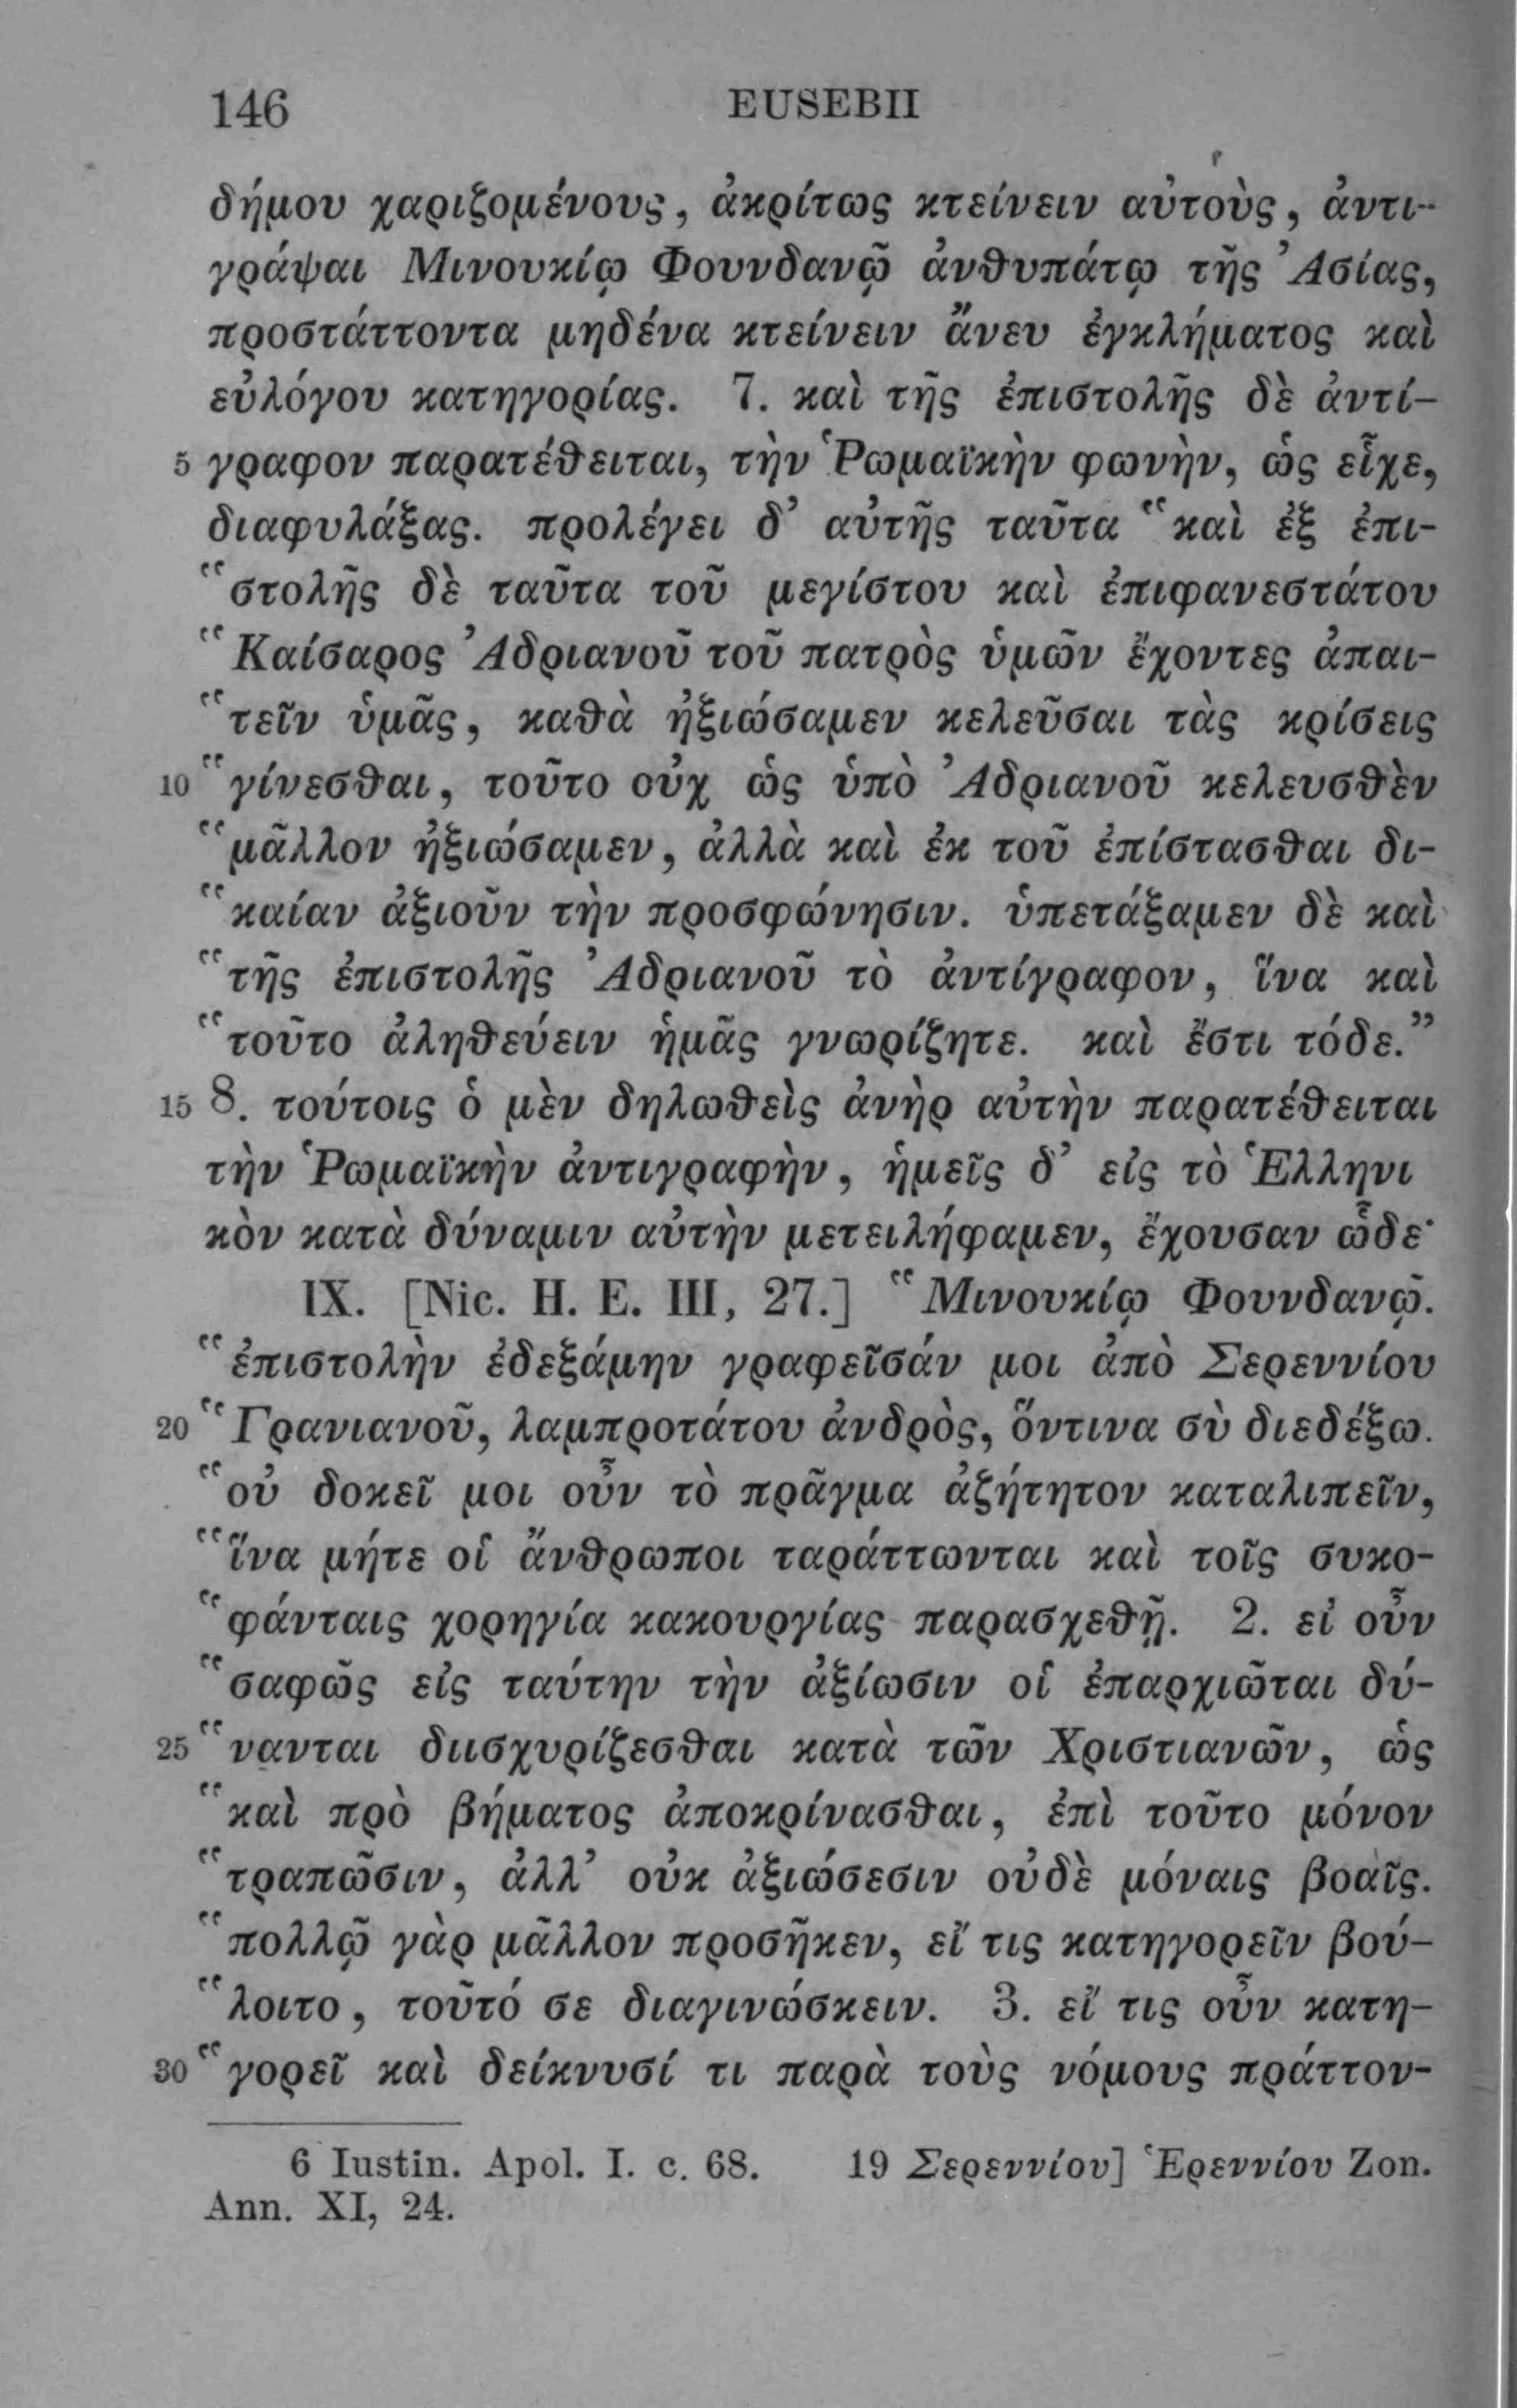 146 EUSEBII
δήμου χαριζομένους, ἀκρίτως κτείνειν αὐτοὺς, ἀντι-
γράψαι Μινουκίῳ Φουνδανῷ ἀνθυπάτῳ τῆς Ἀσίας,
προστάττοντα μηδένα κτείνειν ἄνευ ἐγκλήματος καὶ
εὐλόγου κατηγορίας. 7. καὶ τῆς ἐπιστολῆς δὲ ἀντί-
5 γραφον παρατέθειται, τὴν Ῥωμαϊκὴν φωνὴν, ὡς εἶχε,
διαφυλάξας. προλέγει δ’ αὐτῆς ταῦτα “καὶ ἐξ ἐπι-
“στολῆς δὲ ταῦτα τοῦ μεγίστου καὶ ἐπιφανεστάτου
“Καίσαρος Ἀδριανοῦ τοῦ πατρὸς ὑμῶν ἔχοντες ἀπαι-
“τεῖν ὑμᾶς, καθὰ ἠξιώσαμεν κελεῦσαι τὰς κρίσεις
10 “γίνεσθαι, τοῦτο οὐχ ὡς ὑπὸ Ἀδριανοῦ κελευσθὲν
“μᾶλλον ἠξιώσαμεν, ἀλλὰ καὶ ἐκ τοῦ ἐπίστασθαι δι-
“καίαν ἀξιοῦν τὴν προσφώνησιν. ὑπετάξαμεν δὲ καὶ
“τῆς ἐπιστολῆς Ἀδριανοῦ τὸ ἀντίγραφον, ἵνα καὶ
“τοῦτο ἀληθεύειν ἡμᾶς γνωρίζητε. καὶ ἔστι τόδε.”
15 8. τούτοις ὁ μὲν δηλωθεὶς ἀνὴρ αὐτὴν παρατέθειται
τὴν Ῥωμαϊκὴν ἀντιγραφὴν, ἡμεῖς δ’ εἰς τὸ Ἑλληνι
κὸν κατὰ δύναμιν αὐτὴν μετειλήφαμεν, ἔχουσαν ὧδε·
IX. [Nic. H. E. III, 27.] “Μινουκίῳ Φουνδανῷ.
“ἐπιστολὴν ἐδεξάμην γραφεῖσάν μοι ἀπὸ Σερεννίου
20 “Γρανιανοῦ, λαμπροτάτου ἀνδρὸς, ὅντινα σὺ διεδέξω.
“οὐ δοκεῖ μοι οὖν τὸ πρᾶγμα ἀζήτητον καταλιπεῖν,
“ἵνα μήτε οἱ ἄνθρωποι ταράττωνται καὶ τοῖς συκο-
“φάνταις χορηγία κακουργίας παρασχεθῇ. 2. εἰ οὖν
“σαφῶς εἰς ταύτην τὴν ἀξίωσιν οἱ ἐπαρχιῶται δύ-
25 “νανται διισχυρίζεσθαι κατὰ τῶν Χριστιανῶν, ὡς
“καὶ πρὸ βήματος ἀποκρίνασθαι, ἐπὶ τοῦτο μόνον
“τραπῶσιν, ἀλλ’ οὐκ ἀξιώσεσιν οὐδὲ μόναις βοαῖς.
“πολλῷ γὰρ μᾶλλον προσῆκεν, εἴ τις κατηγορεῖν βού-
“λοιτο, τοῦτό σε διαγινώσκειν. 3. εἴ τις οὖν κατη-
30 “γορεῖ καὶ δείκνυσί τι παρὰ τοὺς νόμους πράττον-
6 Iustin. Apol. I. c. 68. 19 Σερεννίου] Ἑρεννίου Zon.
Ann. XI, 24.